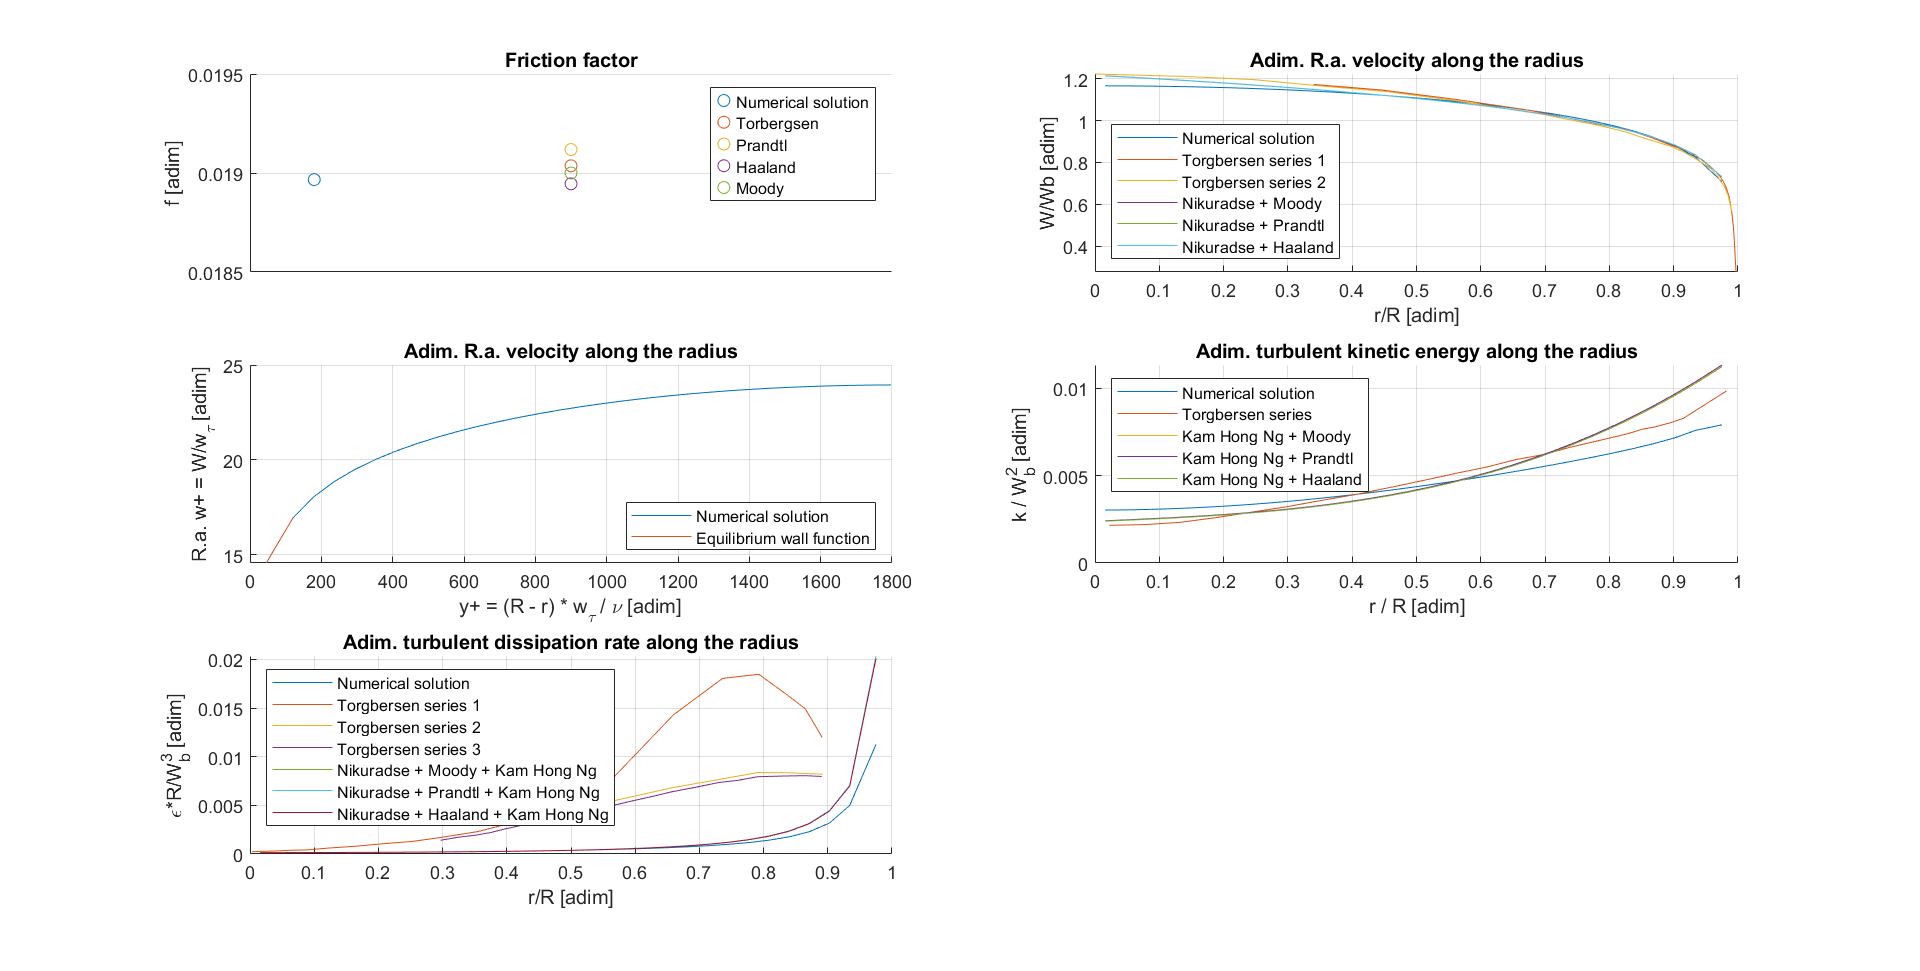 Friction factor
0.0195
0.019
0.0185
f [adim]
Numerical solution
Torbergsen
Prandtl
Haaland
Moody
Adim. R.a. velocity along the radius
1.2
1
0.8
0.6
0.4
W/Wb [adim]
Numerical solution
Torgbersen series 1
Torgbersen series 2
Nikuradse + Moody
Nikuradse + Prandtl
Nikuradse + Haaland
0 0.1 0.2 0.3 0.4 0.5 0.6 0.7 0.8 0.9 1
r/R [adim]
Adim. R.a. velocity along the radius
25
20
15
R.a. w+ = W/w_τ [adim]
Numerical solution
Equilibrium wall function
0 200 400 600 800 1000 1200 1400 1600 1800
y+ = (R - r) * w_τ / ν [adim]
Adim. turbulent kinetic energy along the radius
0.01
0.005
0
k / W_b^2 [adim]
Numerical solution
Torgbersen series
Kam Hong Ng + Moody
Kam Hong Ng + Prandtl
Kam Hong Ng + Haaland
0 0.1 0.2 0.3 0.4 0.5 0.6 0.7 0.8 0.9 1
r / R [adim]
Adim. turbulent dissipation rate along the radius
0.02
0.015
0.01
0.005
0
ϵ*R/W_b^3 [adim]
Numerical solution
Torgbersen series 1
Torgbersen series 2
Torgbersen series 3
Nikuradse + Moody + Kam Hong Ng
Nikuradse + Prandtl + Kam Hong Ng
Nikuradse + Haaland + Kam Hong Ng
0 0.1 0.2 0.3 0.4 0.5 0.6 0.7 0.8 0.9 1
r/R [adim]